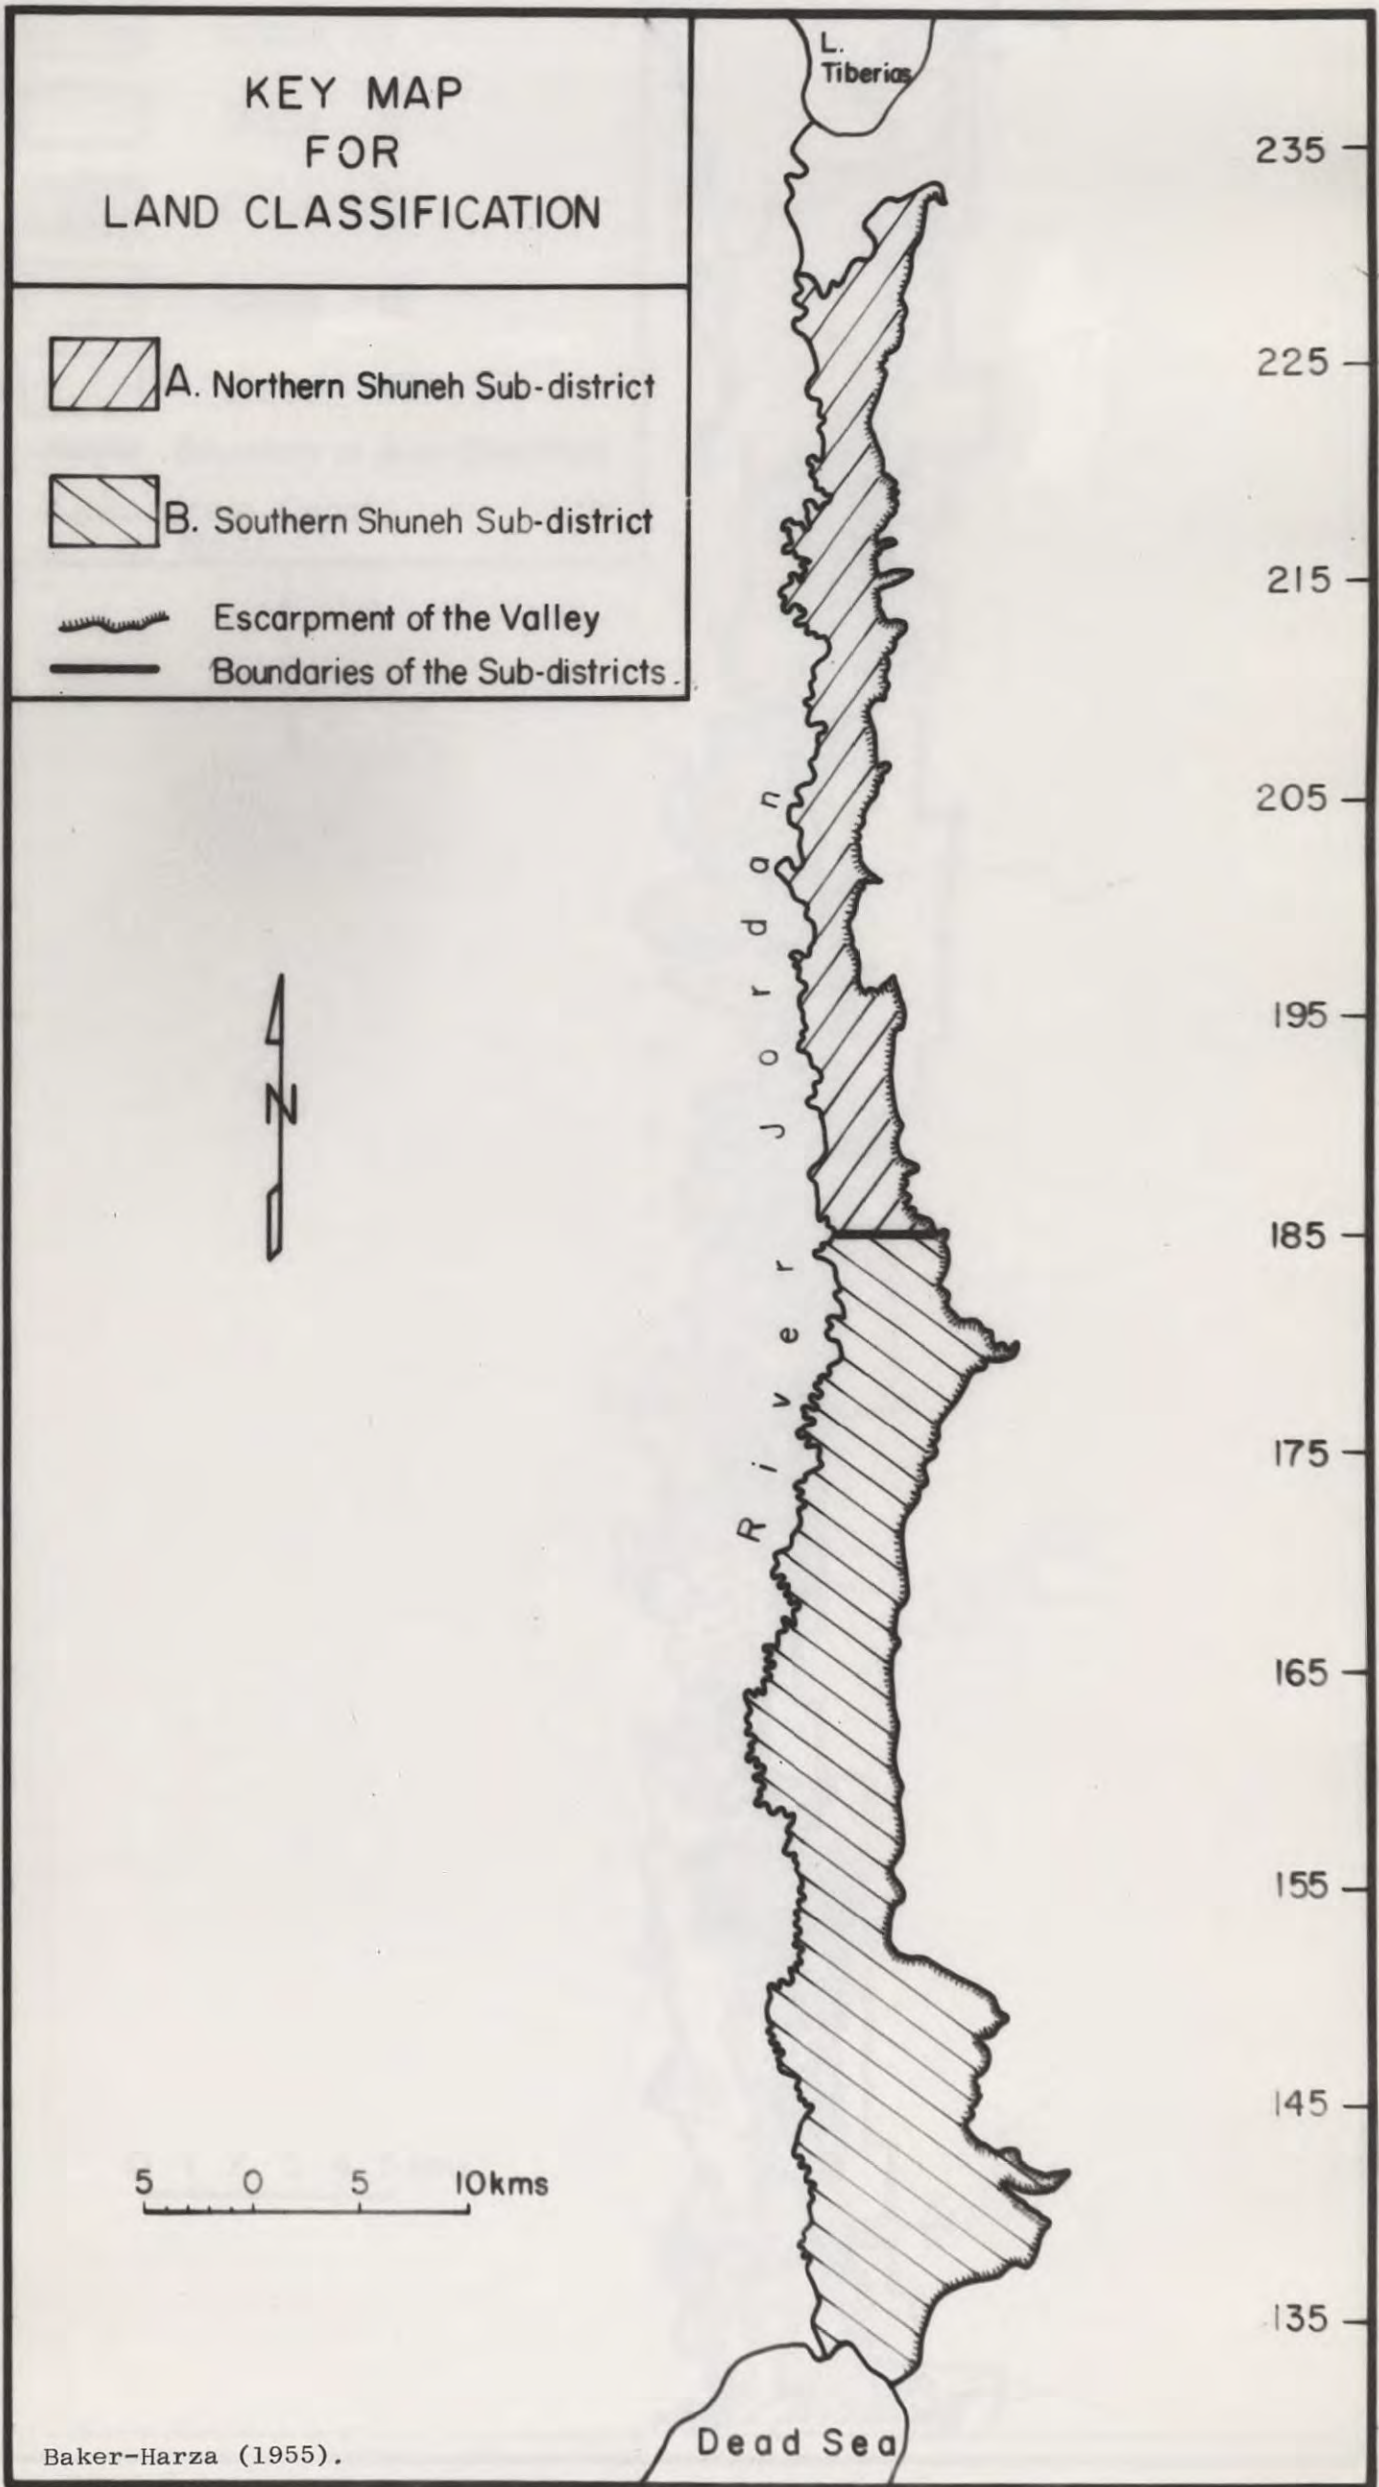 KEY MAP
FOR
LAND CLASSIFICATION
A. Northern Shuneh Sub-district
B. Southern Shuneh Sub-district
Escarpment of the Valley
Boundaries of the Sub-districts.
L.
Tiberias
235
225
215
205
195
185
175
165
155
145
135
River Jordan
N
5 0 5 10kms
Dead Sea
Baker-Harza (1955).